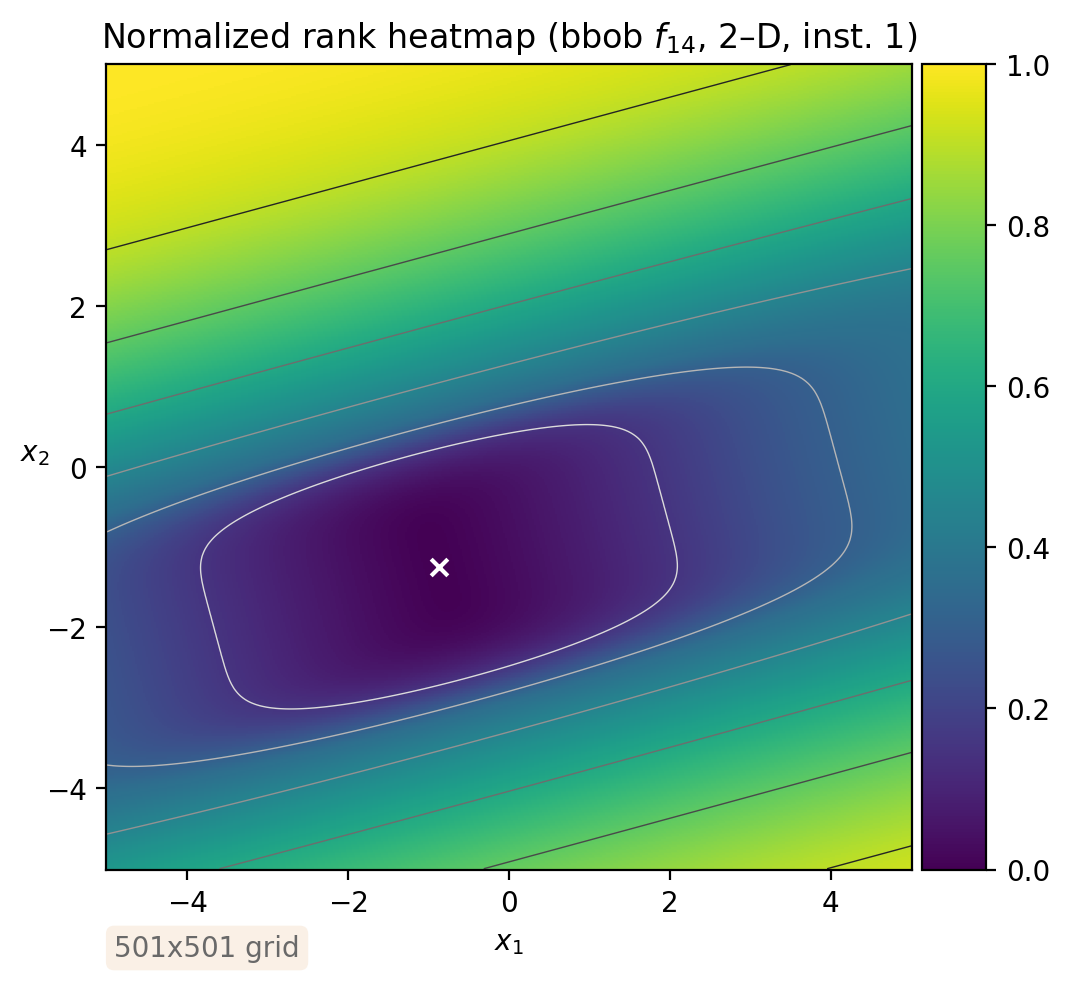 Normalized rank heatmap (bbob f14, 2–D, inst. 1)
1.0
4
0.8
2
0.6
x2
0
0.4
−2
0.2
−4
0.0
−4 −2 0 2 4
501x501 grid
x1